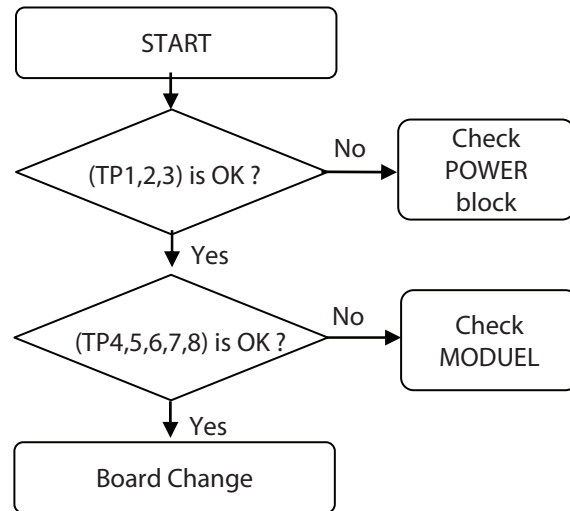 START
(TP1,2,3) is OK ?
No
Check
POWER
block
Yes
(TP4,5,6,7,8) is OK ?
No
Check
MODUEL
Yes
Board Change